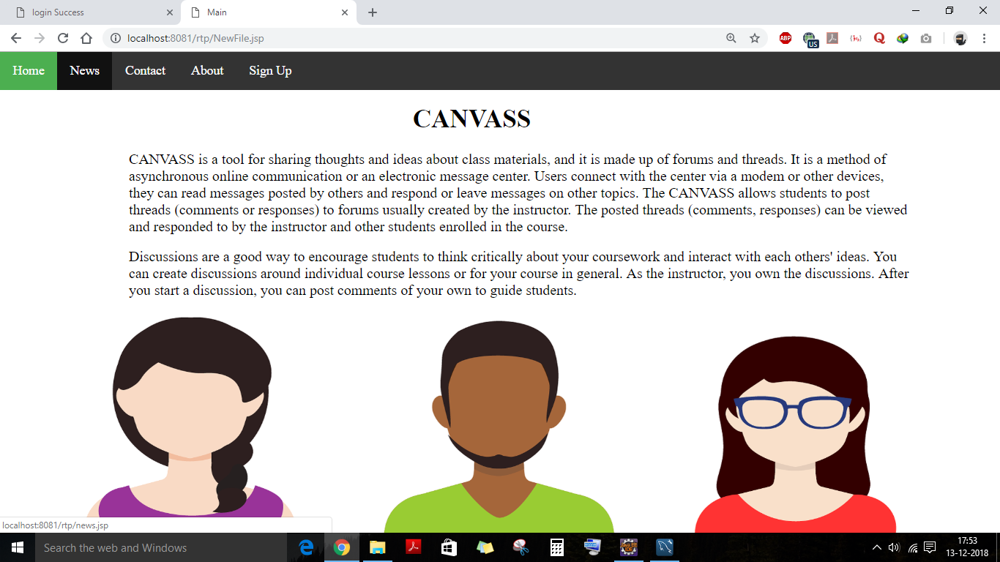 login Success
Main
localhost:8081/rtp/NewFile.jsp
ABP
US
Home News Contact About Sign Up
CANVASS
CANVASS is a tool for sharing thoughts and ideas about class materials, and it is made up of forums and threads. It is a method of
asynchronous online communication or an electronic message center. Users connect with the center via a modem or other devices,
they can read messages posted by others and respond or leave messages on other topics. The CANVASS allows students to post
threads (comments or responses) to forums usually created by the instructor. The posted threads (comments, responses) can be viewed
and responded to by the instructor and other students enrolled in the course.
Discussions are a good way to encourage students to think critically about your coursework and interact with each others' ideas. You
can create discussions around individual course lessons or for your course in general. As the instructor, you own the discussions. After
you start a discussion, you can post comments of your own to guide students.
localhost:8081/rtp/news.jsp
Search the web and Windows
17:53
13-12-2018